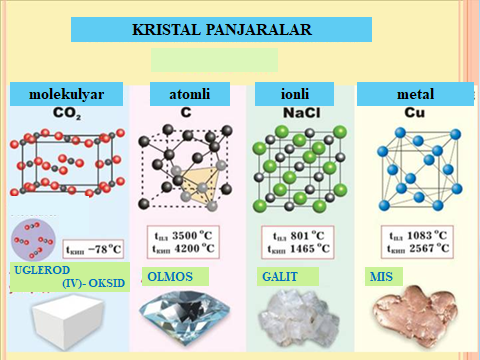 KRISTAL PANJARALAR
molekulyar
atomli
ionli
metal
CO₂
C
NaCl
Cu
tкип −78 °C
tпл 3500 °C
tкип 4200 °C
tпл 801 °C
tкип 1465 °C
tпл 1083 °C
tкип 2567 °C
UGLEROD
(IV)- OKSID
OLMOS
GALIT
MIS